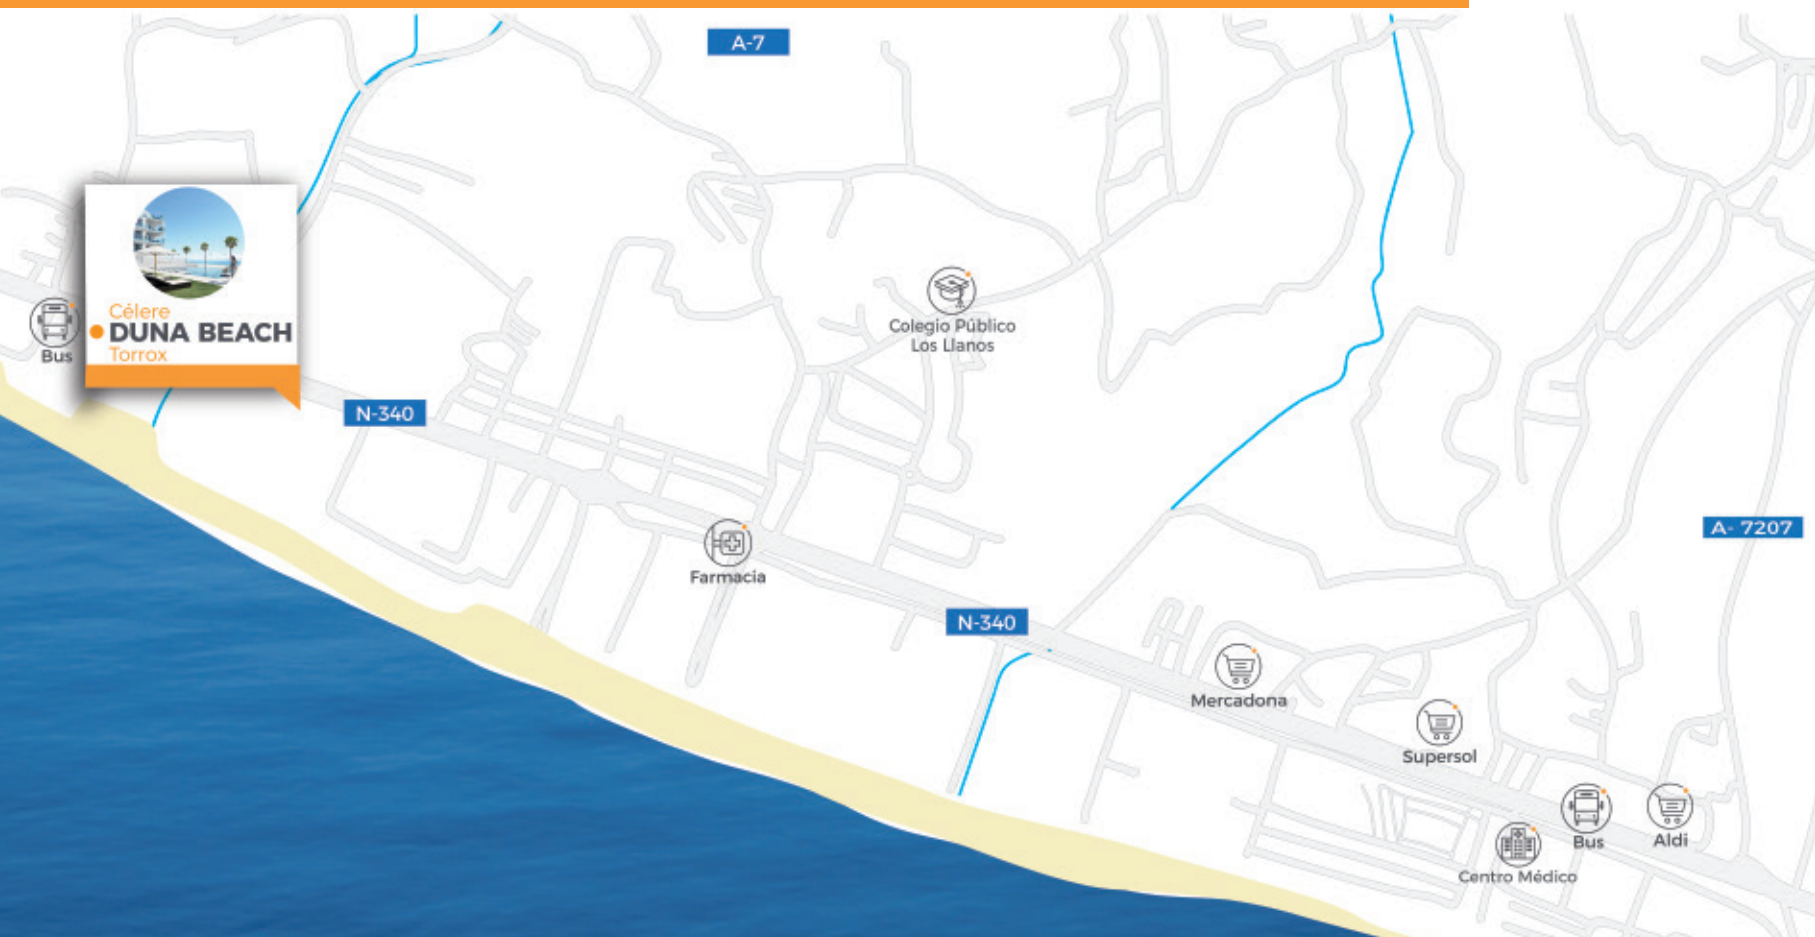 A-7
Célere
DUNA BEACH
Torrox
Bus
Colegio Público
Los Llanos
N-340
Farmacia
A- 7207
N-340
Mercadona
Supersol
Bus
Aldi
Centro Médico